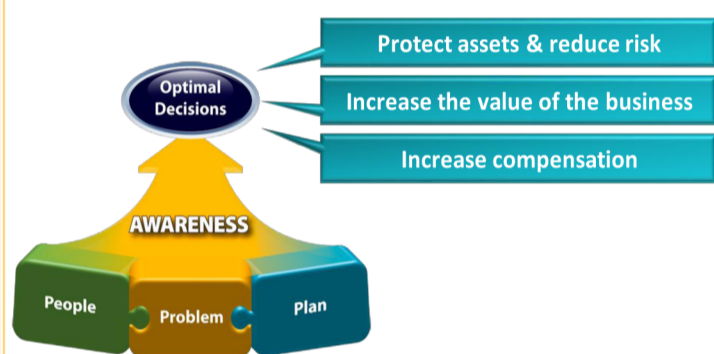 Protect assets & reduce risk
Optimal
Decisions
Increase the value of the business
Increase compensation
AWARENESS
People
Problem
Plan